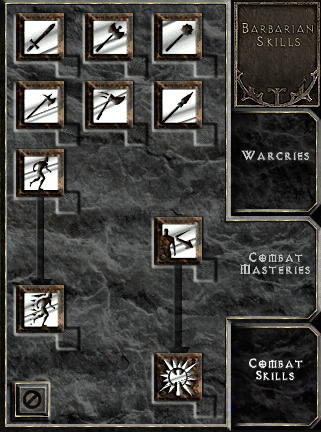 Barbarian
Skills
Warcries
Combat
Masteries
Combat
Skills